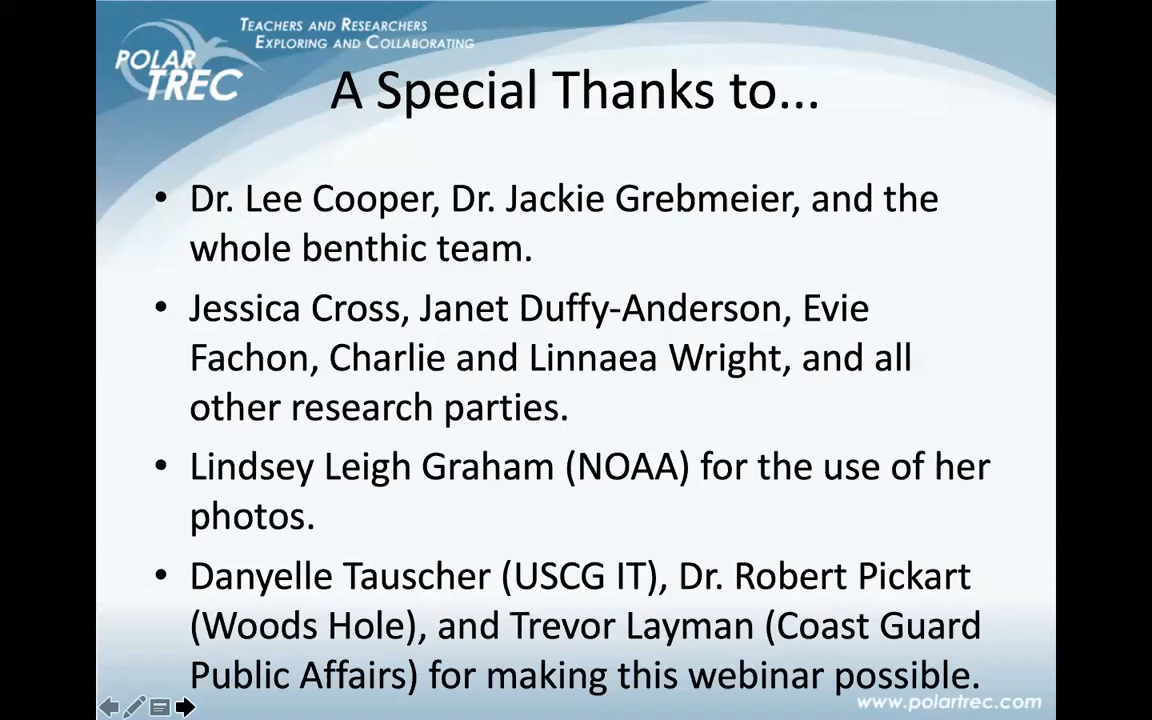 TEACHERS AND RESEARCHERS
EXPLORING AND COLLABORATING
POLAR
TREC
A Special Thanks to...
• Dr. Lee Cooper, Dr. Jackie Grebmeier, and the
whole benthic team.
• Jessica Cross, Janet Duffy-Anderson, Evie
Fachon, Charlie and Linnaea Wright, and all
other research parties.
• Lindsey Leigh Graham (NOAA) for the use of her
photos.
• Danyelle Tauscher (USCG IT), Dr. Robert Pickart
(Woods Hole), and Trevor Layman (Coast Guard
Public Affairs) for making this webinar possible.
www.polartrec.com